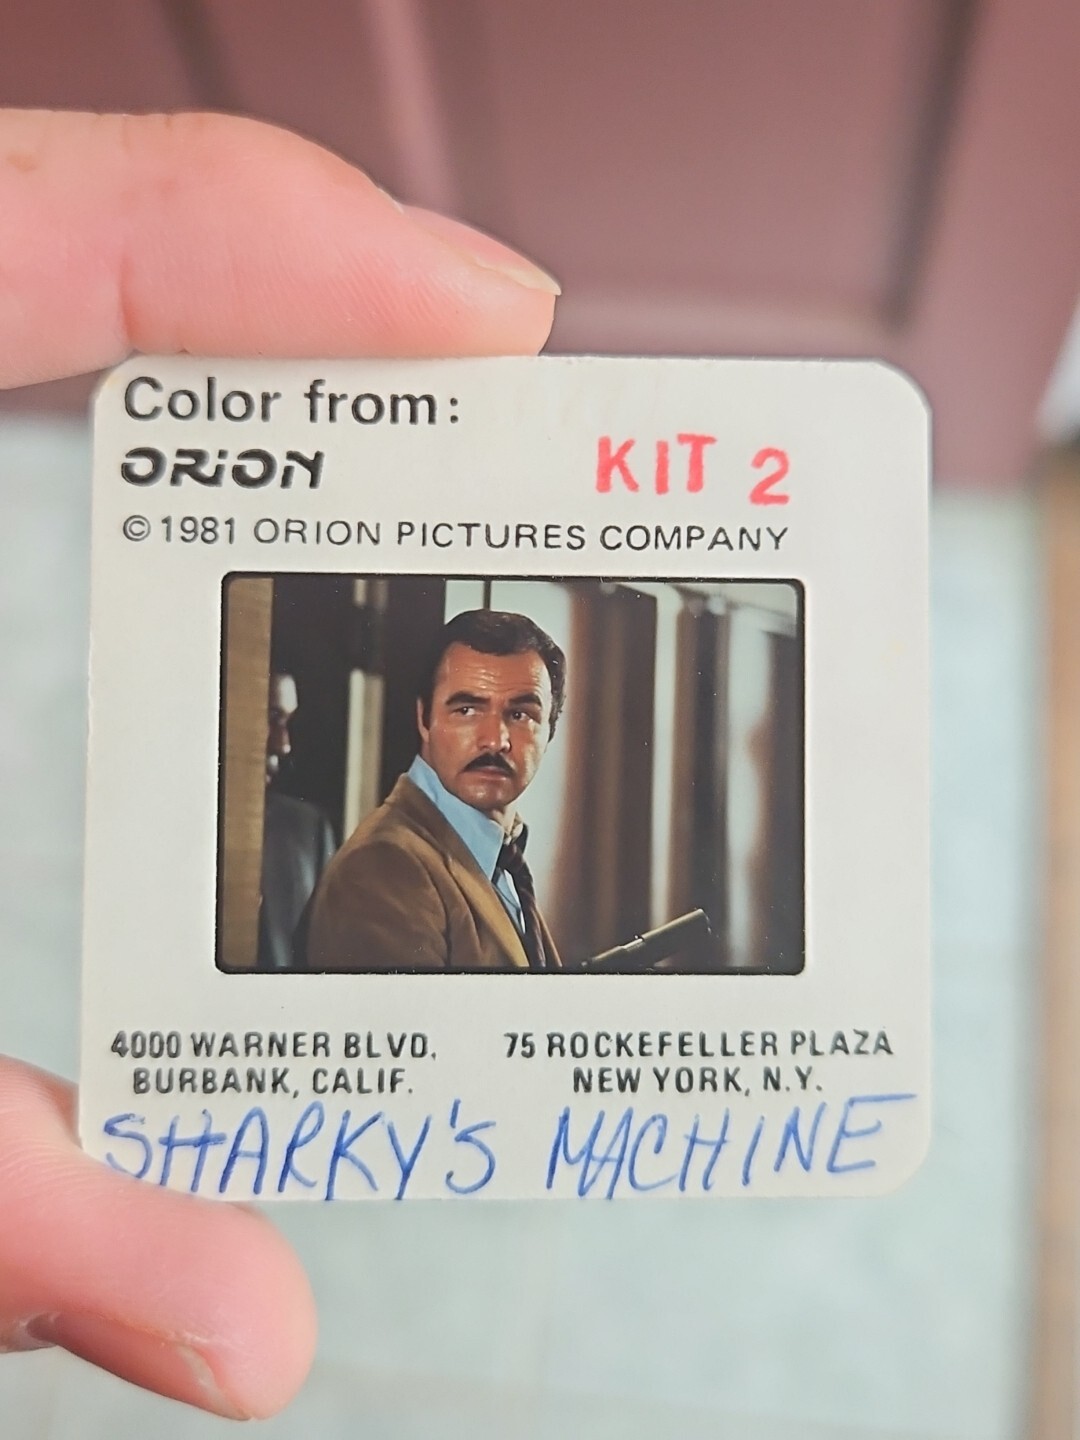 Color from:
ORION
KIT 2
© 1981 ORION PICTURES COMPANY
4000 WARNER BLVD.
BURBANK, CALIF.
75 ROCKEFELLER PLAZA
NEW YORK, N.Y.
SHARKY'S MACHINE